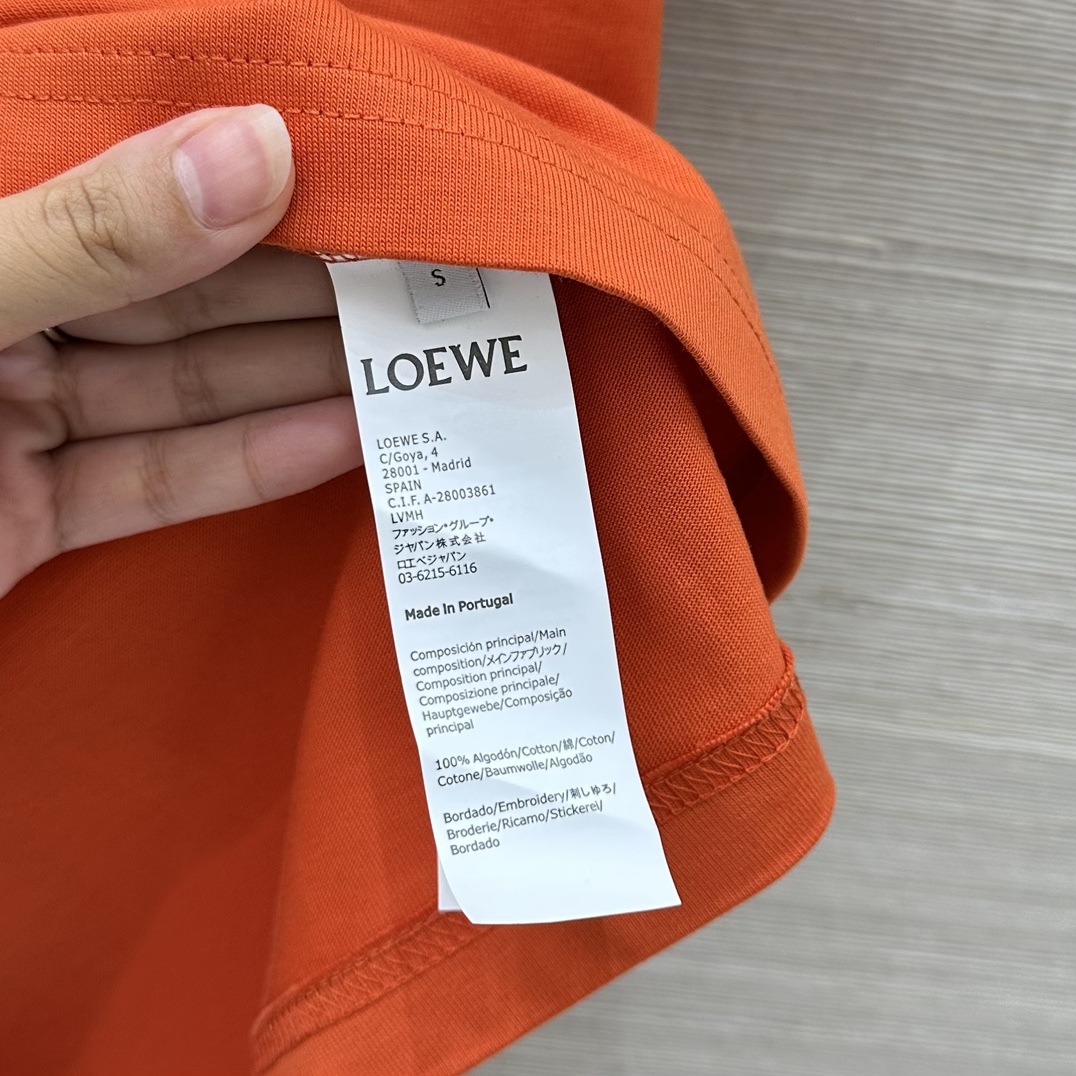 S
LOEWE
LOEWE S.A.
C/Goya, 4
28001 - Madrid
SPAIN
C.I.F. A-28003861
LVMH
ファッション・グループ・
ジャパン株式会社
ロエベジャパン
03-6215-6116
Made In Portugal
Composición principal/Main
composition/メインファブリック/
Composition principal/
Composizione principale/
Hauptgewebe/Composição
principal
100% Algodón/Cotton/綿/Coton/
Cotone/Baumwolle/Algodão
Bordado/Embroidery/刺しゆろ/
Broderie/Ricamo/Stickerei/
Bordado